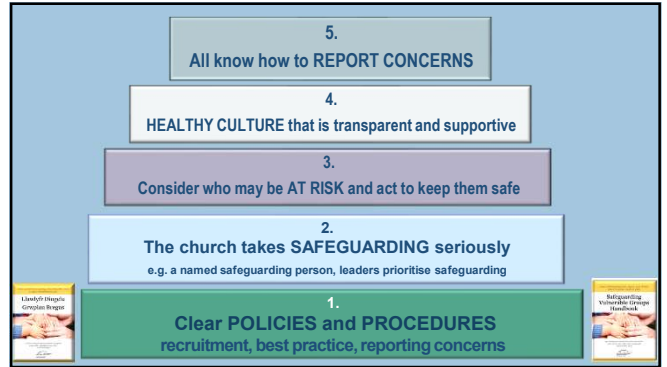 5.
All know how to REPORT CONCERNS
4.
HEALTHY CULTURE that is transparent and supportive
3.
Consider who may be AT RISK and act to keep them safe
2.
The church takes SAFEGUARDING seriously
e.g. a named safeguarding person, leaders prioritise safeguarding
1.
Clear POLICIES and PROCEDURES
recruitment, best practice, reporting concerns
Llawlyfr Diogelu
Grwpiau Bregus
Safeguarding
Vulnerable Groups
Handbook